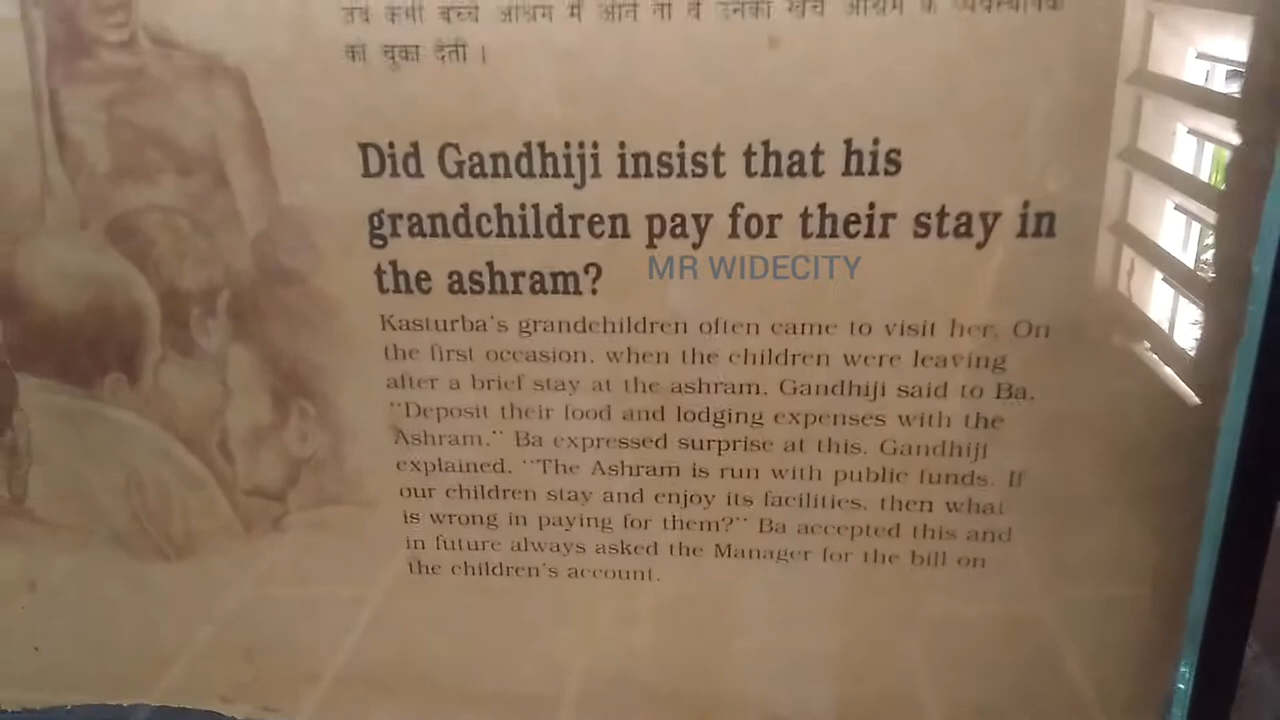 जब कभी बच्चे आश्रम में आते तो वे उनका खर्च आश्रम के व्यवस्थापक
को चुका देती ।
Did Gandhiji insist that his
grandchildren pay for their stay in
the ashram?
MR WIDECITY
Kasturba's grandchildren often came to visit her. On
the first occasion, when the children were leaving
after a brief stay at the ashram, Gandhiji said to Ba,
"Deposit their food and lodging expenses with the
Ashram." Ba expressed surprise at this. Gandhiji
explained, "The Ashram is run with public funds. If
our children stay and enjoy its facilities, then what
is wrong in paying for them?" Ba accepted this and
in future always asked the Manager for the bill on
the children's account.